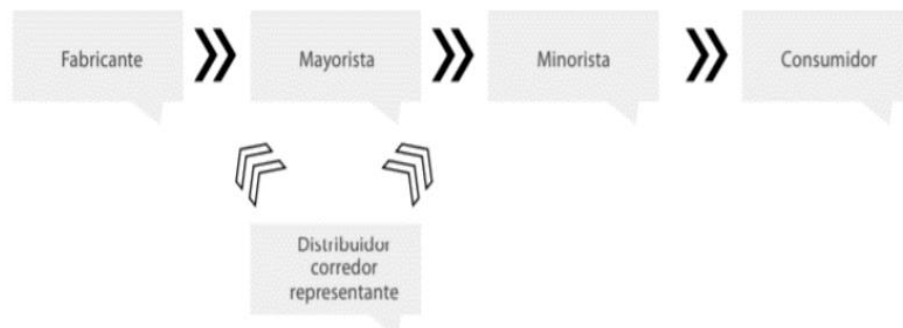 Fabricante
Mayorista
Minorista
Consumidor
Distribuidor
corredor
representante